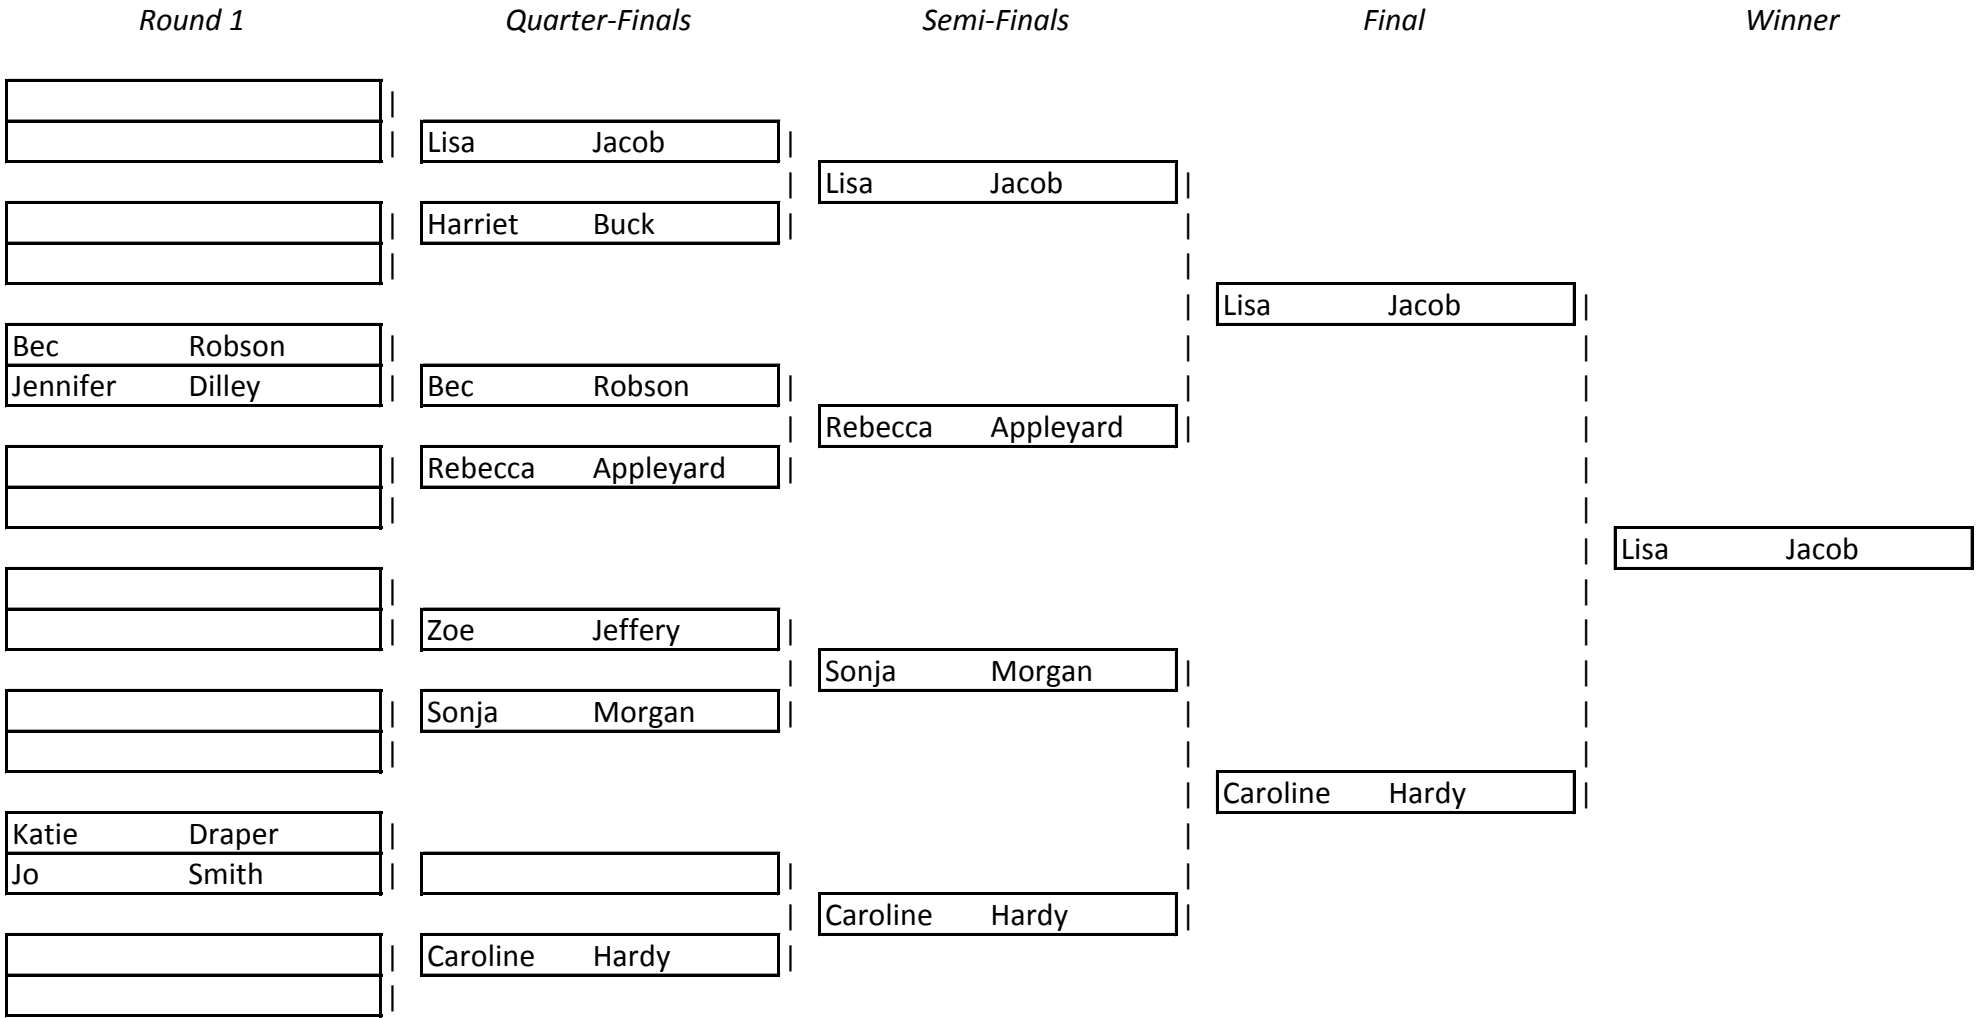 Round 1 Quarter-Finals Semi-Finals Final Winner
Lisa Jacob
Lisa Jacob
Harriet Buck
Lisa Jacob
Bec Robson
Jennifer Dilley Bec Robson
Rebecca Appleyard
Rebecca Appleyard
Lisa Jacob
Zoe Jeffery
Sonja Morgan
Sonja Morgan
Caroline Hardy
Katie Draper
Jo Smith
Caroline Hardy
Caroline Hardy